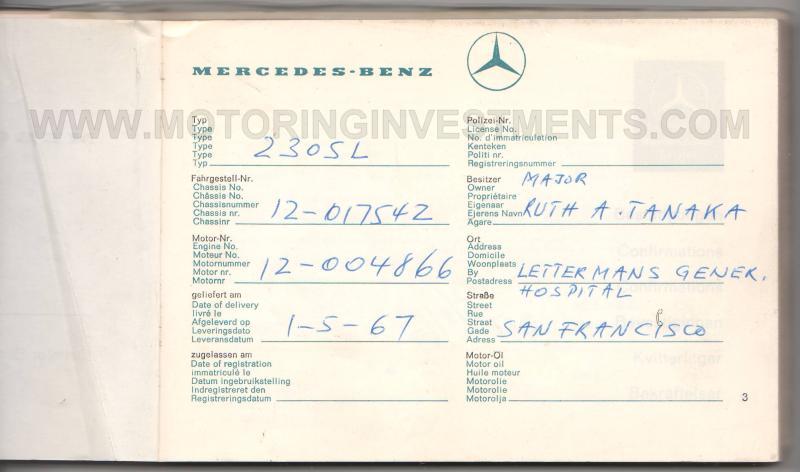 MERCEDES-BENZ
WWW.MOTORINGINVESTEMENTS.COM
Typ
Type
Type
Type
Typ
230SL
Fahrgestell-Nr.
Chassis No.
Châssis No.
Chassisnummer
Chassis nr.
Chassinr
12-017542
Motor-Nr.
Engine No.
Moteur No.
Motornummer
Motor nr.
Motornr
12-004866
geliefert am
Date of delivery
livré le
Afgeleverd op
Leveringsdato
Leveransdatum
1-5-67
zugelassen am
Date of registration
immatriculé le
Datum ingebruikstelling
Indregistreret den
Registreringsdatum
Polizei-Nr.
License No.
No. d'immatriculation
Kenteken
Politi nr.
Registreringsnummer
Besitzer
Owner
Propriétaire
Eigenaar
Ejerens Navn
Ägare
MAJOR
RUTH A. TANAKA
Ort
Address
Domicile
Woonplaats
By
Postadress
LETTERMANS GENER.
HOSPITAL
Straße
Street
Rue
Straat
Gade
Adress
SAN FRANCISCO
Motor-Öl
Motor oil
Huile moteur
Motorolie
Motorolie
Motorolja
3